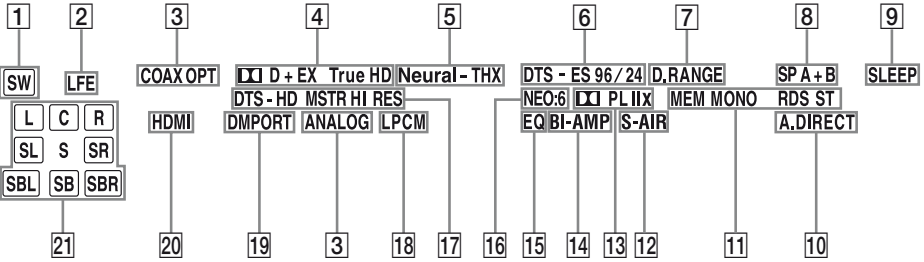 1 2 3 4 5 6 7 8 9
SW LFE COAX OPT D + EX True HD Neural - THX DTS - ES 96 / 24 D.RANGE SP A + B SLEEP
DTS - HD MSTR HI RES NEO:6 PL IIx MEM MONO RDS ST
L C R HDMI DMPORT ANALOG LPCM EQ BI-AMP S-AIR A.DIRECT
SL S SR
SBL SB SBR
21 20 19 3 18 17 16 15 14 13 12 11 10